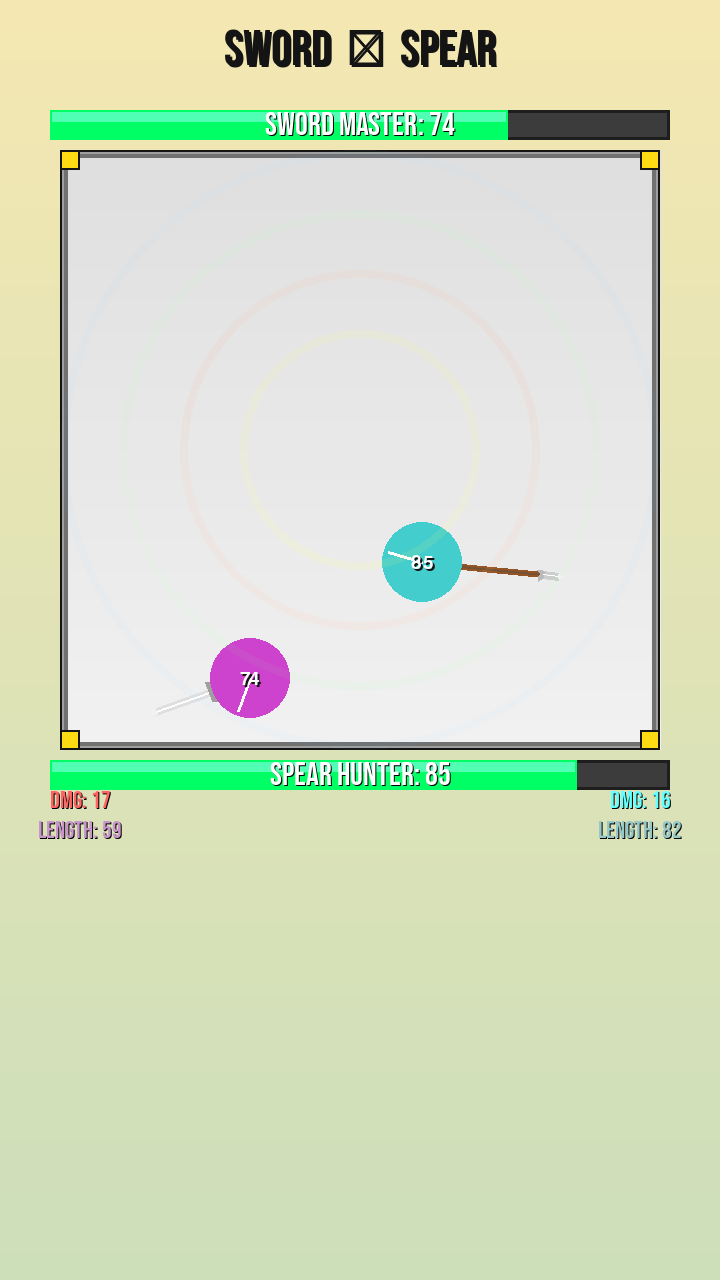 SWORD ☒ SPEAR
SWORD MASTER: 74
85
74
SPEAR HUNTER: 85
DMG: 17
DMG: 16
LENGTH: 59
LENGTH: 82